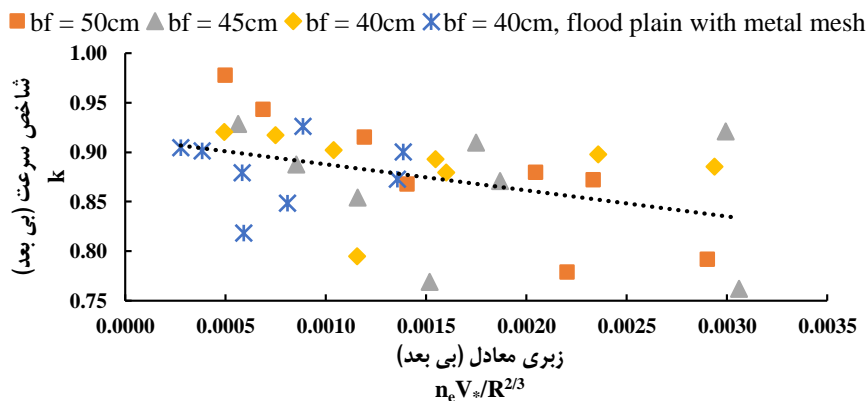 bf = 50cm bf = 45cm bf = 40cm bf = 40cm, flood plain with metal mesh
شاخص سرعت (بی بعد)
k
1.00
0.95
0.90
0.85
0.80
0.75
0.0000 0.0005 0.0010 0.0015 0.0020 0.0025 0.0030 0.0035
زبری معادل (بی بعد)
nₑV*/R²ᐟ³